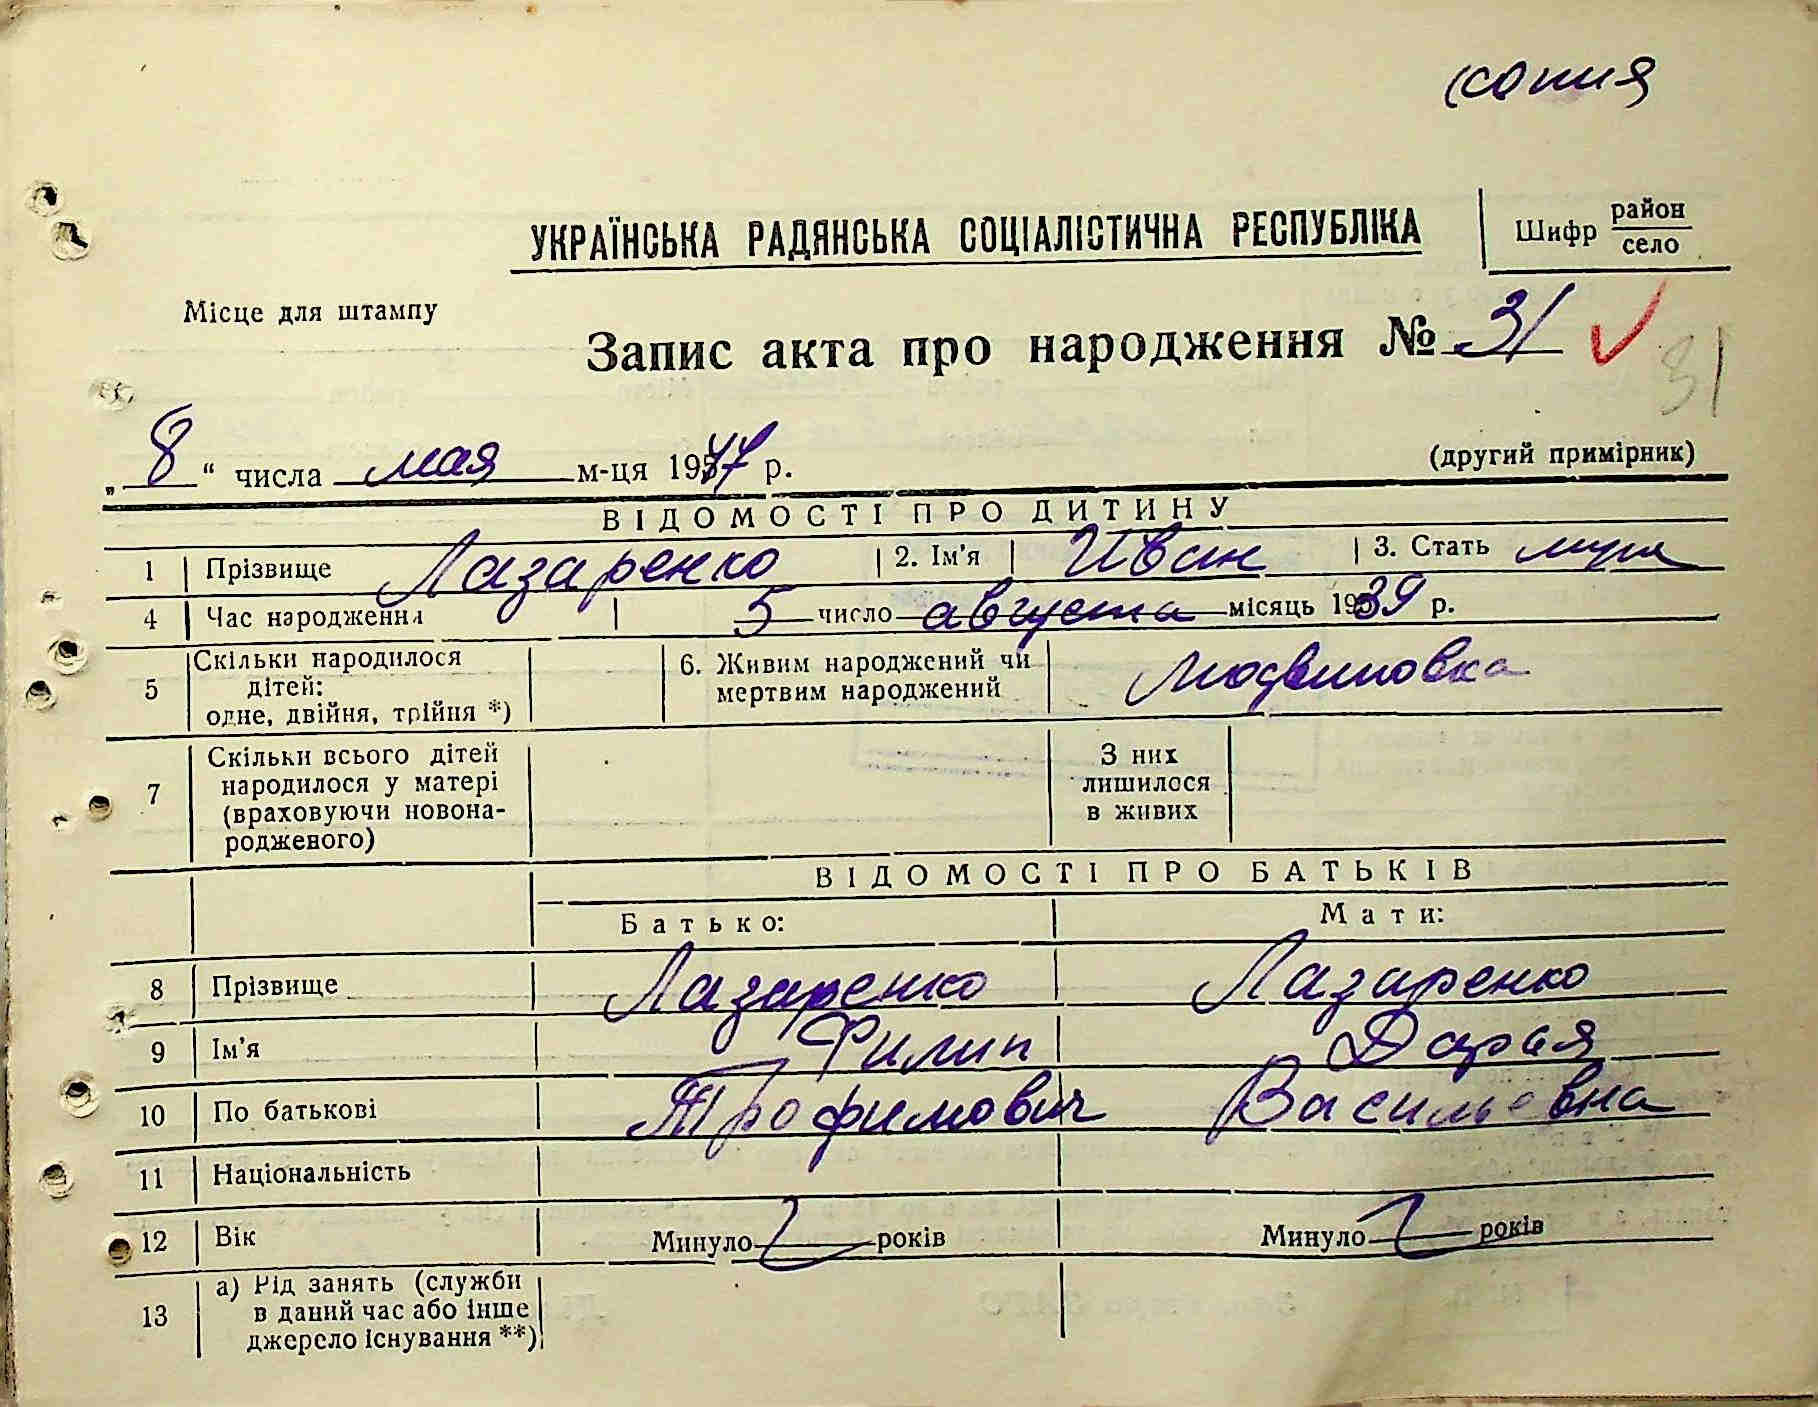 копия
УКРАЇНСЬКА РАДЯНСЬКА СОЦІАЛІСТИЧНА РЕСПУБЛІКА
Шифр район
село
Місце для штампу
Запис акта про народження № 31
31
„8“ числа мая м-ця 1947 р.
(другий примірник)
ВІДОМОСТІ ПРО ДИТИНУ
1 Прізвище Лазаренко 2. Ім'я Иван 3. Стать муж
4 Час народження 5 число августа місяць 1939 р.
5 Скільки народилося дітей: одне, двійня, трійня *) 6. Живим народжений чи мертвим народжений Людвиновка
7 Скільки всього дітей народилося у матері (враховуючи новона-родженого) З них лишилося в живих
ВІДОМОСТІ ПРО БАТЬКІВ
Батько: Мати:
8 Прізвище Лазаренко Лазаренко
9 Ім'я Филип Дарья
10 По батькові Трофимович Васильевна
11 Національність
12 Вік Минуло років Минуло років
13 а) Рід занять (служби в даний час або інше джерело існування **)